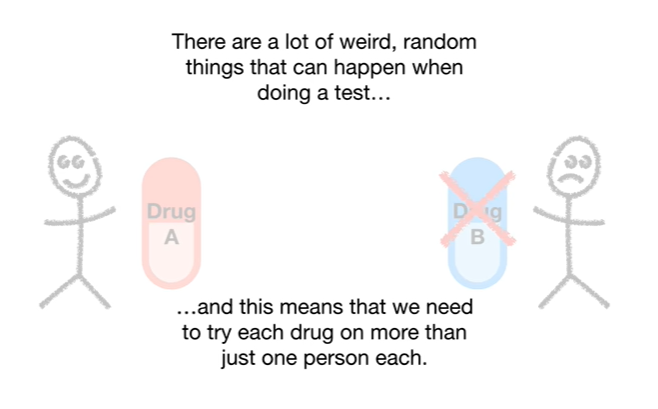 There are a lot of weird, random
things that can happen when
doing a test…
Drug
A
Drug
B
…and this means that we need
to try each drug on more than
just one person each.